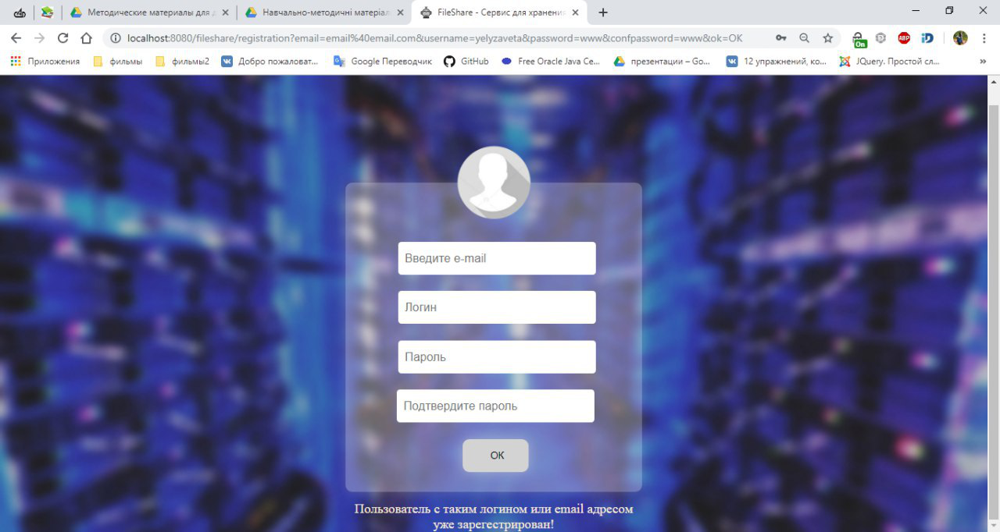 Методические материалы для д
Навчально-методичні матеріал
FileShare - Сервис для хранения
localhost:8080/fileshare/registration?email=email%40email.com&username=yelyzaveta&password=www&confpassword=www&ok=OK
On
ABP
Приложения
фильмы
фильмы2
Добро пожаловат...
Google Переводчик
GitHub
Free Oracle Java Ce...
презентации – Go...
12 упражнений, ко...
JQuery. Простой сл...
Введите e-mail
Логин
Пароль
Подтвердите пароль
ОК
Пользователь с таким логином или email адресом
уже зарегестрирован!